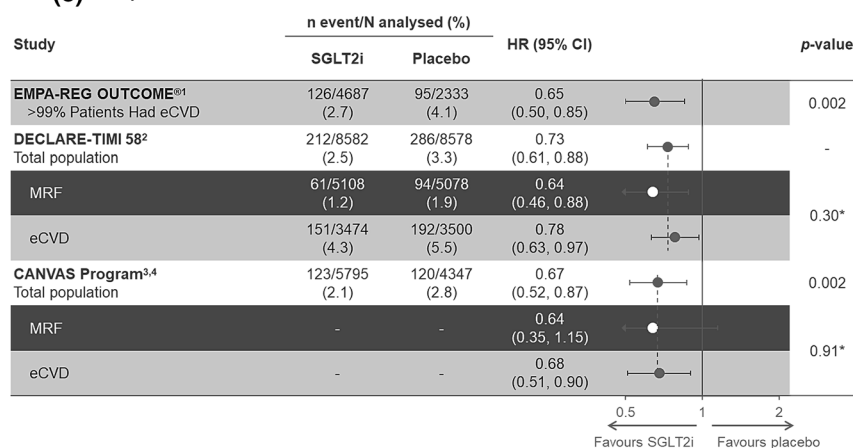 n event/N analysed (%)
Study SGLT2i Placebo HR (95% CI) p-value
EMPA-REG OUTCOME®¹ 126/4687 95/2333 0.65
>99% Patients Had eCVD (2.7) (4.1) (0.50, 0.85) 0.002
DECLARE-TIMI 58² 212/8582 286/8578 0.73
Total population (2.5) (3.3) (0.61, 0.88) -
MRF 61/5108 94/5078 0.64
(1.2) (1.9) (0.46, 0.88)
0.30*
eCVD 151/3474 192/3500 0.78
(4.3) (5.5) (0.63, 0.97)
CANVAS Program³,⁴ 123/5795 120/4347 0.67
Total population (2.1) (2.8) (0.52, 0.87) 0.002
MRF - - 0.64
(0.35, 1.15)
0.91*
eCVD - - 0.68
(0.51, 0.90)
0.5 1 2
Favours SGLT2i Favours placebo